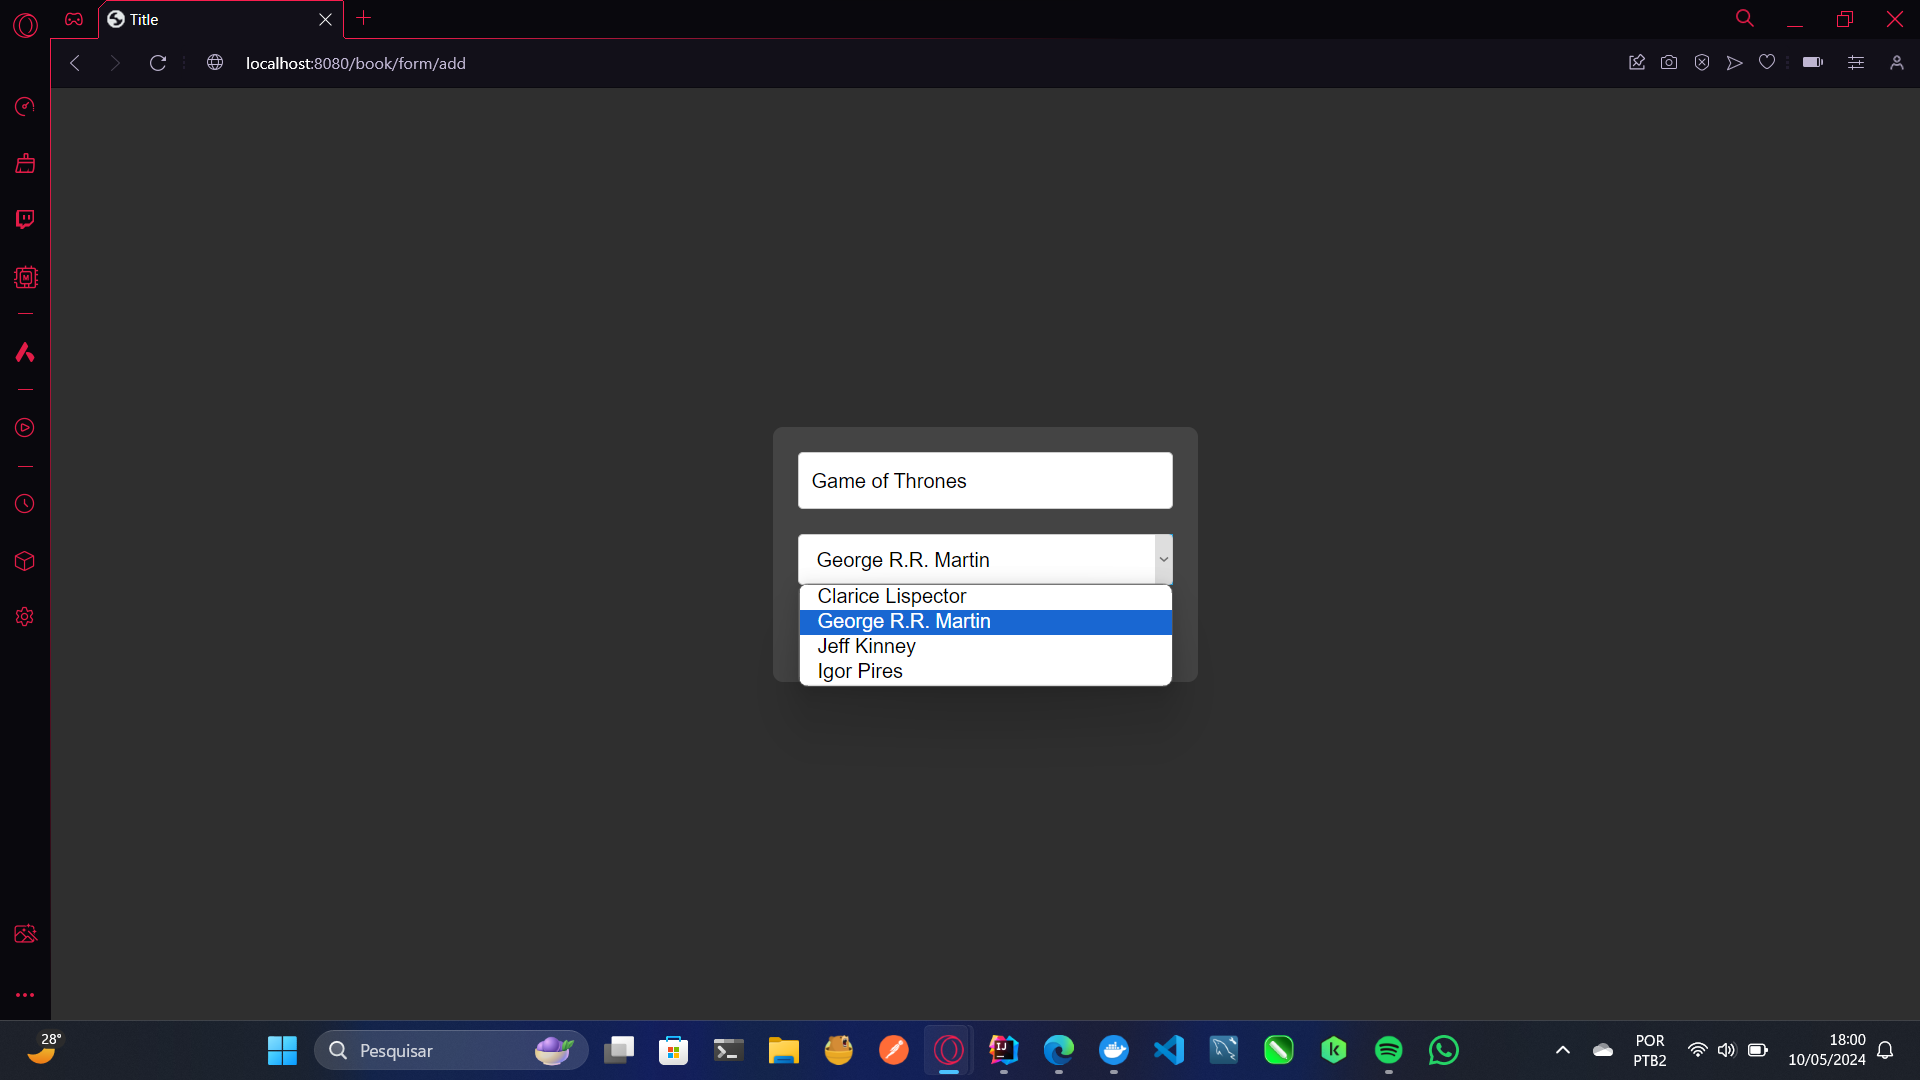 Title
localhost:8080/book/form/add
Game of Thrones
George R.R. Martin
Clarice Lispector
George R.R. Martin
Jeff Kinney
Igor Pires
28°
Pesquisar
POR
PTB2
18:00
10/05/2024